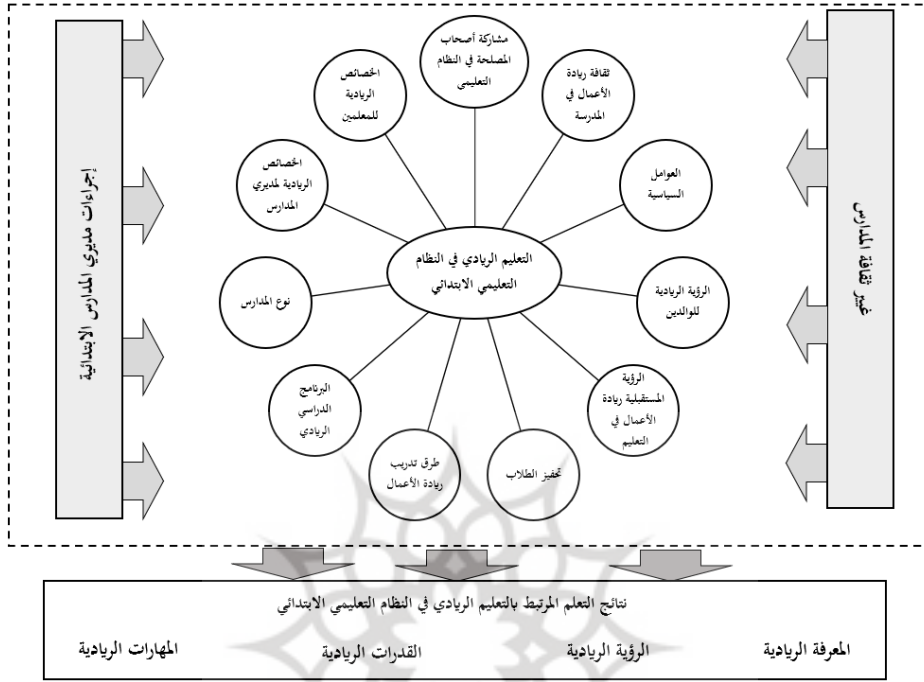 مشاركة أصحاب
المصلحة في النظام
التعليمي
ثقافة ريادة
الأعمال في
المدرسة
العوامل
السياسية
الرؤية الريادية
للوالدين
الرؤية
المستقبلية ريادة
الأعمال في
التعليم
تحفيز الطلاب
طرق تدريب
ريادة الأعمال
البرنامج
الدراسي
الريادي
نوع المدارس
الخصائص
الريادية لمديري
المدارس
الخصائص
الريادية
للمعلمين
التعليم الريادي في النظام
التعليمي الابتدائي
غيير ثقافة المدارس
إجراءات مديري المدارس الابتدائية
نتائج التعلم المرتبط بالتعليم الريادي في النظام التعليمي الابتدائي
المعرفة الريادية
الرؤية الريادية
القدرات الريادية
المهارات الريادية